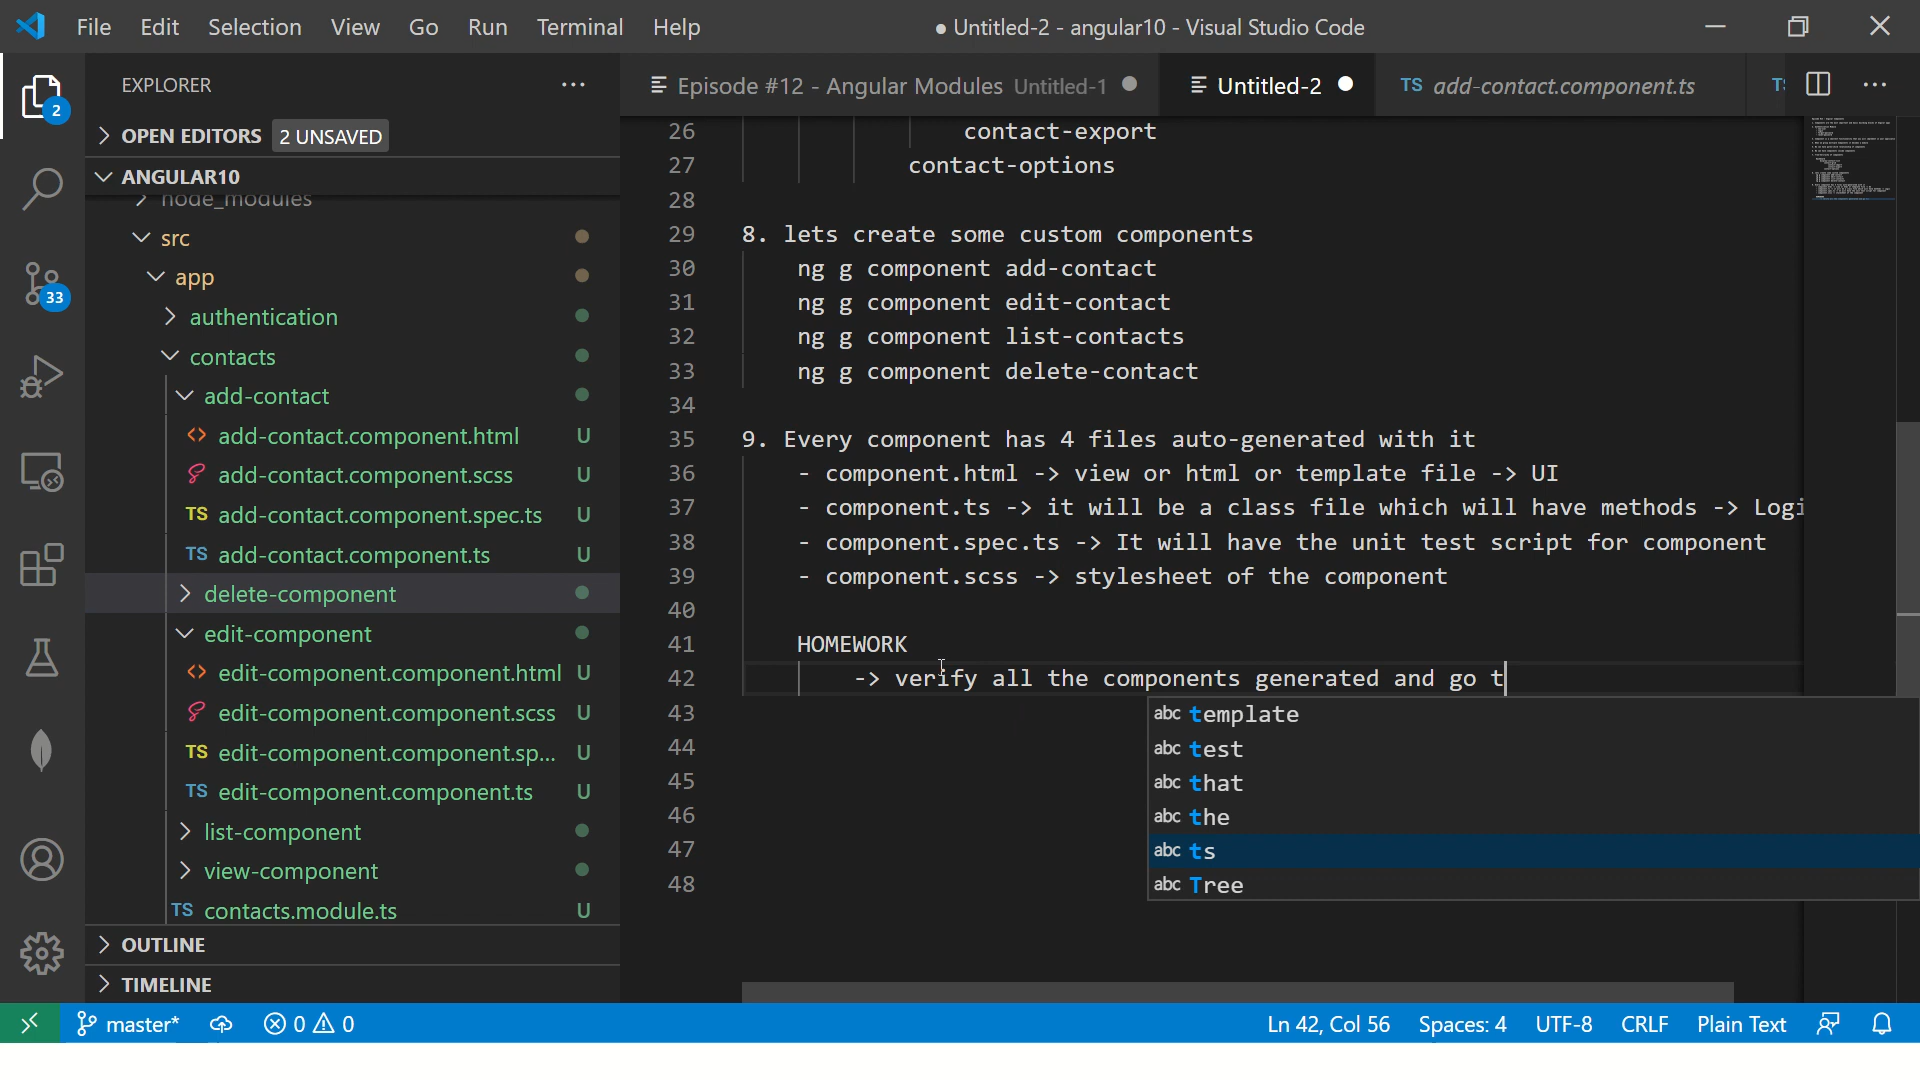 File Edit Selection View Go Run Terminal Help
● Untitled-2 - angular10 - Visual Studio Code
EXPLORER
Episode #12 - Angular Modules Untitled-1
Untitled-2
TS add-contact.component.ts
TS
2
OPEN EDITORS 2 UNSAVED
ANGULAR10
node_modules
src
app
33
authentication
contacts
add-contact
add-contact.component.html U
add-contact.component.scss U
TS add-contact.component.spec.ts U
TS add-contact.component.ts U
delete-component
edit-component
edit-component.component.html U
edit-component.component.scss U
TS edit-component.component.sp... U
TS edit-component.component.ts U
list-component
view-component
TS contacts.module.ts U
OUTLINE
TIMELINE
26 contact-export
27 contact-options
28
29 8. lets create some custom components
30 ng g component add-contact
31 ng g component edit-contact
32 ng g component list-contacts
33 ng g component delete-contact
34
35 9. Every component has 4 files auto-generated with it
36 - component.html -> view or html or template file -> UI
37 - component.ts -> it will be a class file which will have methods -> Logi
38 - component.spec.ts -> It will have the unit test script for component
39 - component.scss -> stylesheet of the component
40
41 HOMEWORK
42 -> verify all the components generated and go t
43
44
45
46
47
48
abc template
abc test
abc that
abc the
abc ts
abc Tree
master* 0 0
Ln 42, Col 56 Spaces: 4 UTF-8 CRLF Plain Text